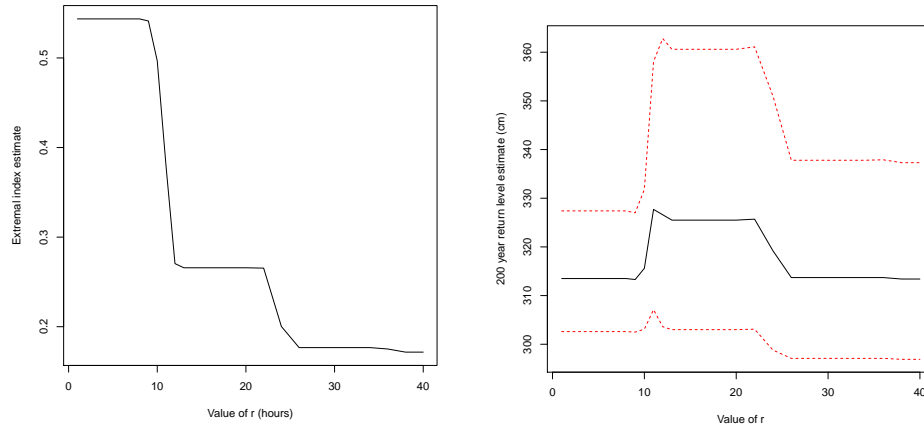 Extremal index estimate
0.5
0.4
0.3
0.2
0 10 20 30 40
Value of r (hours)
200 year return level estimate (cm)
360
350
340
330
320
310
300
0 10 20 30 40
Value of r